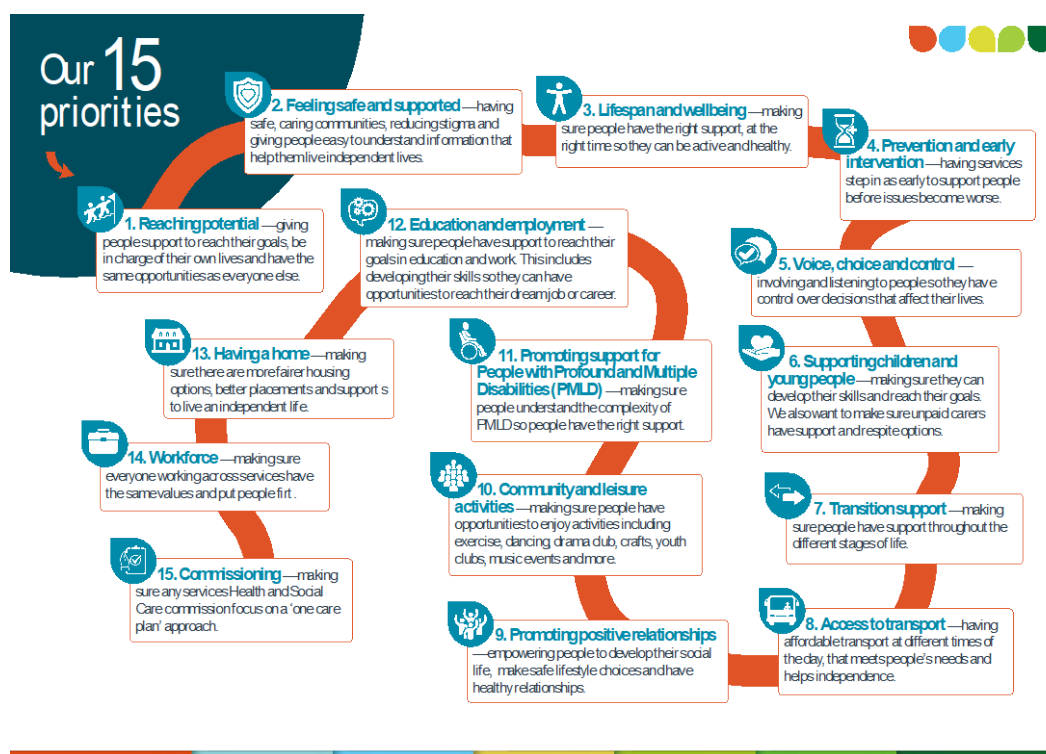 Our 15
priorities
1. Reaching potential — giving
people support to reach their goals, be
in charge of their own lives and have the
same opportunities as everyone else.
2. Feeling safe and supported — having
safe, caring communities, reducing stigma and
giving people easy to understand information that
help them live independent lives.
3. Lifespan and wellbeing — making
sure people have the right support, at the
right time so they can be active and healthy.
4. Prevention and early
intervention — having services
step in as early to support people
before issues become worse.
5. Voice, choice and control —
involving and listening to people so they have
control over decisions that affect their lives.
6. Supporting children and
young people — making sure they can
develop their skills and reach their goals.
We also want to make sure unpaid carers
have support and respite options.
7. Transition support — making
sure people have support throughout the
different stages of life.
8. Access to transport — having
affordable transport at different times of
the day, that meets people's needs and
helps independence.
9. Promoting positive relationships
— empowering people to develop their social
life, make safe lifestyle choices and have
healthy relationships.
10. Community and leisure
activities — making sure people have
opportunities to enjoy activities including
exercise, dancing, drama club, crafts, youth
clubs, music events and more.
11. Promoting support for
People with Profound and Multiple
Disabilities (PMLD) — making sure
people understand the complexity of
PMLD so people have the right support.
12. Education and employment —
making sure people have support to reach their
goals in education and work. This includes
developing their skills so they can have
opportunities to reach their dream job or career.
13. Having a home — making
sure there are more fairer housing
options, better placements and support s
to live an independent life.
14. Workforce — making sure
everyone working across services have
the same values and put people firt .
15. Commissioning — making
sure any services Health and Social
Care commission focus on a 'one care
plan' approach.